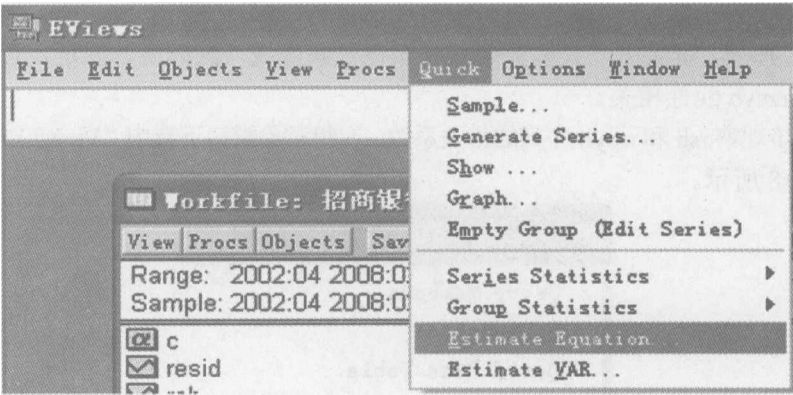 EViews
File Edit Objects View Procs Quick Options Window Help
Sample...
Generate Series...
Show ...
Graph...
Empty Group (Edit Series)
Series Statistics
Group Statistics
Estimate Equation...
Estimate VAR...
Workfile: 招商银
View Procs Objects Sav
Range: 2002:04 2008:0
Sample: 2002:04 2008:0
c
resid